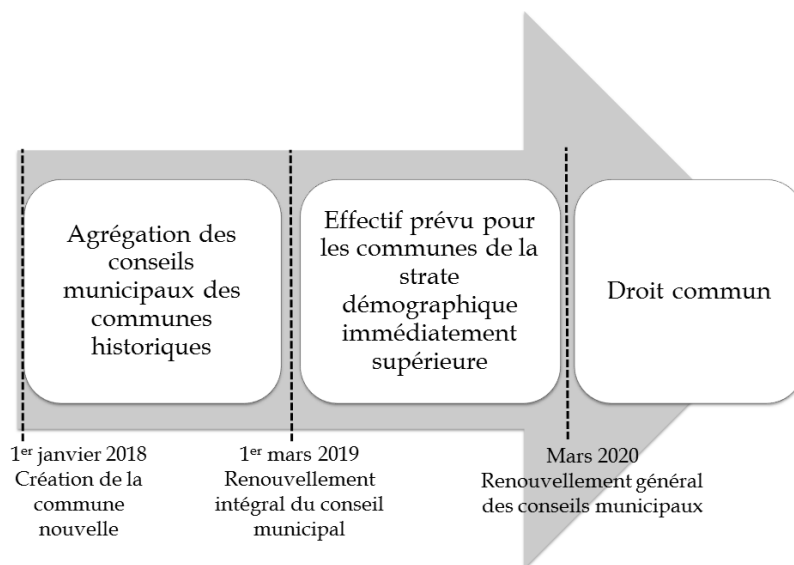 Agrégation des
conseils
municipaux des
communes
historiques
Effectif prévu pour
les communes de la
strate
démographique
immédiatement
supérieure
Droit commun
1er janvier 2018
Création de la
commune
nouvelle
1er mars 2019
Renouvellement
intégral du conseil
municipal
Mars 2020
Renouvellement général
des conseils municipaux